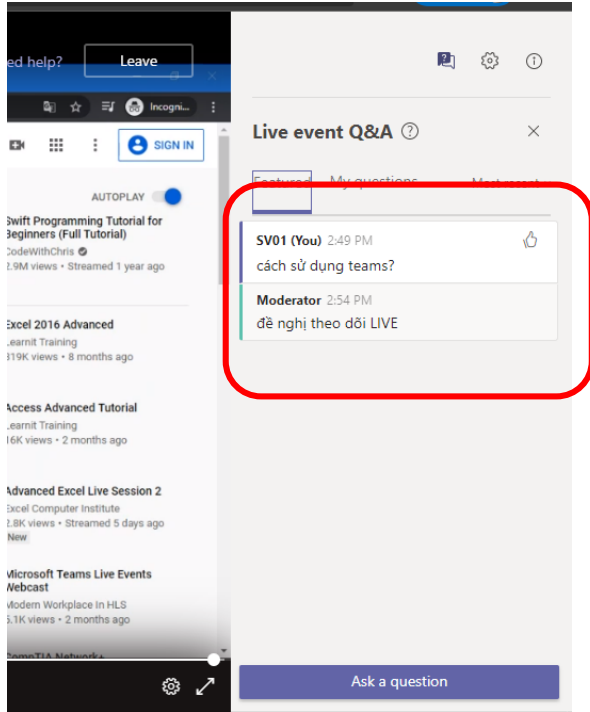 ed help?
Leave
Incogni...
SIGN IN
AUTOPLAY
Swift Programming Tutorial for
Beginners (Full Tutorial)
CodeWithChris
2.9M views • Streamed 1 year ago
Excel 2016 Advanced
Learnit Training
319K views • 8 months ago
Access Advanced Tutorial
Learnit Training
16K views • 2 months ago
Advanced Excel Live Session 2
Excel Computer Institute
2.8K views • Streamed 5 days ago
New
Microsoft Teams Live Events
Webcast
Modern Workplace in HLS
5.1K views • 2 months ago
CompTIA Network+
Live event Q&A
Featured My questions Most recent
SV01 (You) 2:49 PM
cách sử dụng teams?
Moderator 2:54 PM
đề nghị theo dõi LIVE
Ask a question